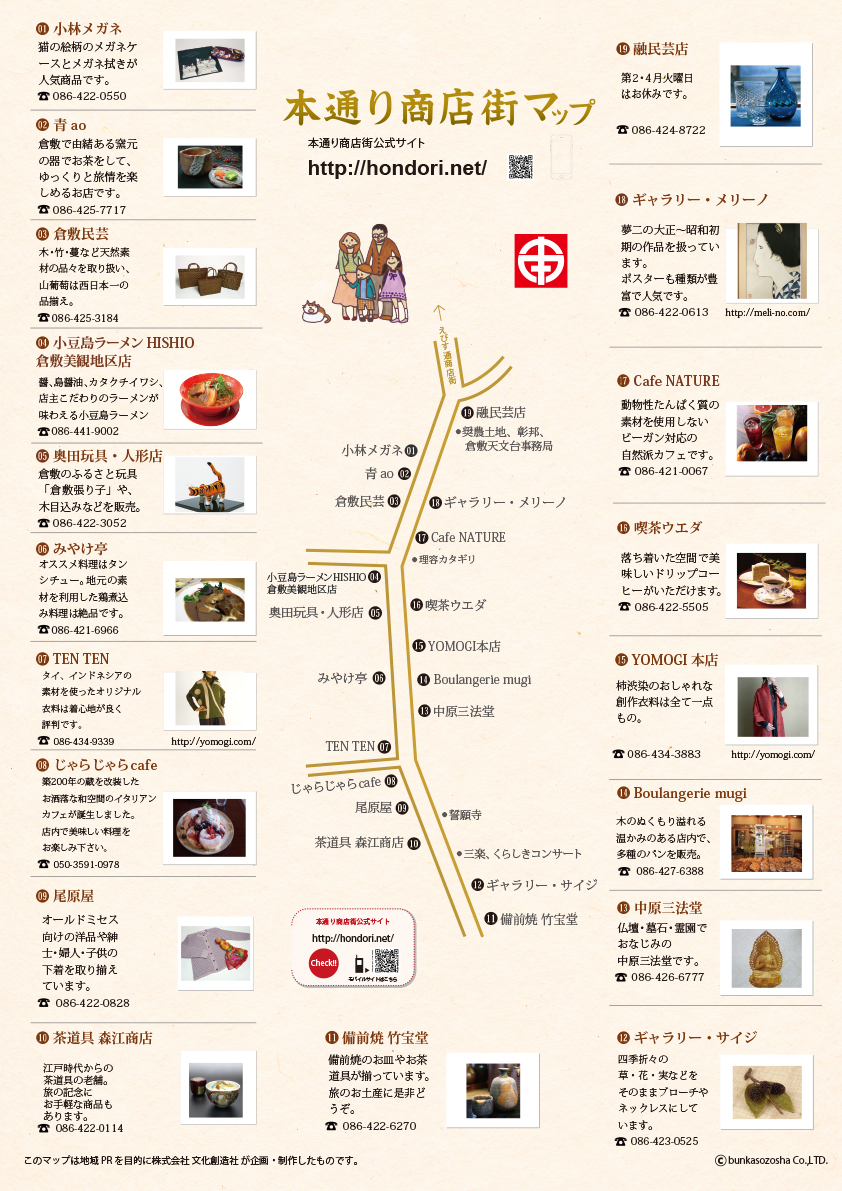 本通り商店街マップ
本通り商店街公式サイト
http://hondori.net/
01 小林メガネ
猫の絵柄のメガネケ
ースとメガネ拭きが
人気商品です。
☎ 086-422-0550
02 青 ao
倉敷で由緒ある窯元
の器でお茶をして、
ゆっくりと旅情を楽
しめるお店です。
☎ 086-425-7717
03 倉敷民芸
木・竹・蔓など天然素
材の品々を取り扱い、
山葡萄は西日本一の
品揃え。
☎ 086-425-3184
04 小豆島ラーメン HISHIO
倉敷美観地区店
醤、島醤油、カタクチイワシ、
店主こだわりのラーメンが
味わえる小豆島ラーメン
☎ 086-441-9002
05 奥田玩具・人形店
倉敷のふるさと玩具
「倉敷張り子」や、
木目込みなどを販売。
☎ 086-422-3052
06 みやけ亭
オススメ料理はタン
シチュー。地元の素
材を利用した鶏煮込
み料理は絶品です。
☎ 086-421-6966
07 TEN TEN
タイ、インドネシアの
素材を使ったオリジナル
衣料は着心地が良く
評判です。
☎ 086-434-9339
http://yomogi.com/
08 じゃらじゃら cafe
築200年の蔵を改装した
お洒落な和空間のイタリアン
カフェが誕生しました。
店内で美味しい料理を
お楽しみ下さい。
☎ 050-3591-0978
09 尾原屋
オールドミセス
向けの洋品や紳
士・婦人・子供の
下着を取り揃え
ています。
☎ 086-422-0828
10 茶道具 森江商店
江戸時代からの
茶道具の老舗。
旅の記念に
お手軽な商品も
あります。
☎ 086-422-0114
えびす通商店街
19 融民芸店
奨農土地、彰邦、
倉敷天文台事務局
小林メガネ 01
青 ao 02
倉敷民芸 03
18 ギャラリー・メリーノ
17 Cafe NATURE
理容カタギリ
小豆島ラーメンHISHIO 04
倉敷美観地区店
奥田玩具・人形店 05
16 喫茶ウエダ
15 YOMOGI本店
みやけ亭 06
14 Boulangerie mugi
13 中原三法堂
TEN TEN 07
じゃらじゃら cafe 08
尾原屋 09
誓願寺
茶道具 森江商店 10
三楽、くらしきコンサート
12 ギャラリー・サイジ
11 備前焼 竹宝堂
本通り商店街公式サイト
http://hondori.net/
Check!!
モバイルサイトはこちら
11 備前焼 竹宝堂
備前焼のお皿やお茶
道具が揃っています。
旅のお土産に是非ど
うぞ。
☎ 086-422-6270
19 融民芸店
第2・4月火曜日
はお休みです。
☎ 086-424-8722
18 ギャラリー・メリーノ
夢二の大正～昭和初
期の作品を扱ってい
ます。
ポスターも種類が豊
富で人気です。
☎ 086-422-0613
http://meli-no.com/
17 Cafe NATURE
動物性たんぱく質の
素材を使用しない
ビーガン対応の
自然派カフェです。
☎ 086-421-0067
16 喫茶ウエダ
落ち着いた空間で美
味しいドリップコー
ヒーがいただけます。
☎ 086-422-5505
15 YOMOGI 本店
柿渋染のおしゃれな
創作衣料は全て一点
もの。
☎ 086-434-3883
http://yomogi.com/
14 Boulangerie mugi
木のぬくもり溢れる
温かみのある店内で、
多種のパンを販売。
☎ 086-427-6388
13 中原三法堂
仏壇・墓石・霊園で
おなじみの
中原三法堂です。
☎ 086-426-6777
12 ギャラリー・サイジ
四季折々の
草・花・実などを
そのままブローチや
ネックレスにして
います。
☎ 086-423-0525
このマップは地域 PR を目的に株式会社 文化創造社 が企画・制作したものです。
© bunkasozosha Co.,LTD.